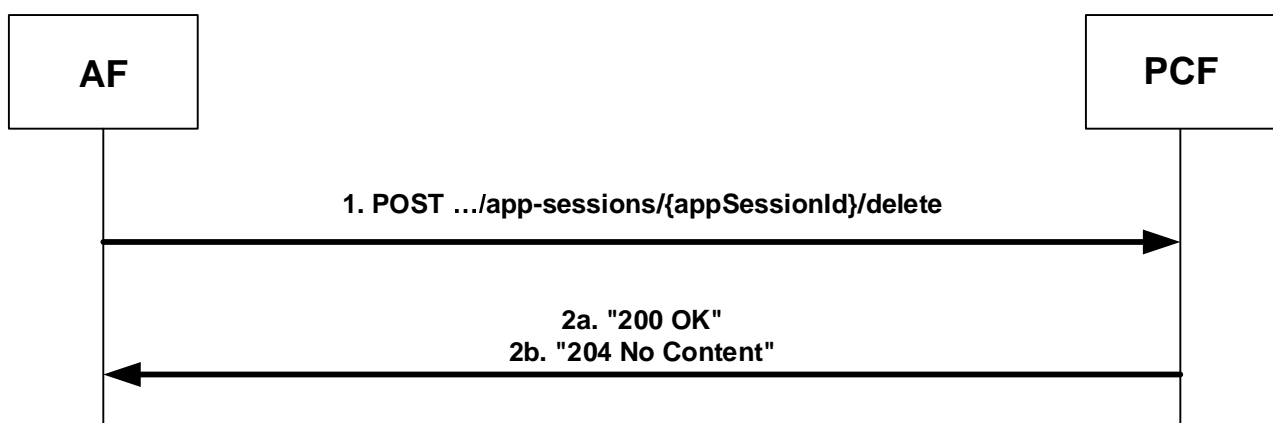 AF
PCF
1. POST …/app-sessions/{appSessionId}/delete
2a. "200 OK"
2b. "204 No Content"